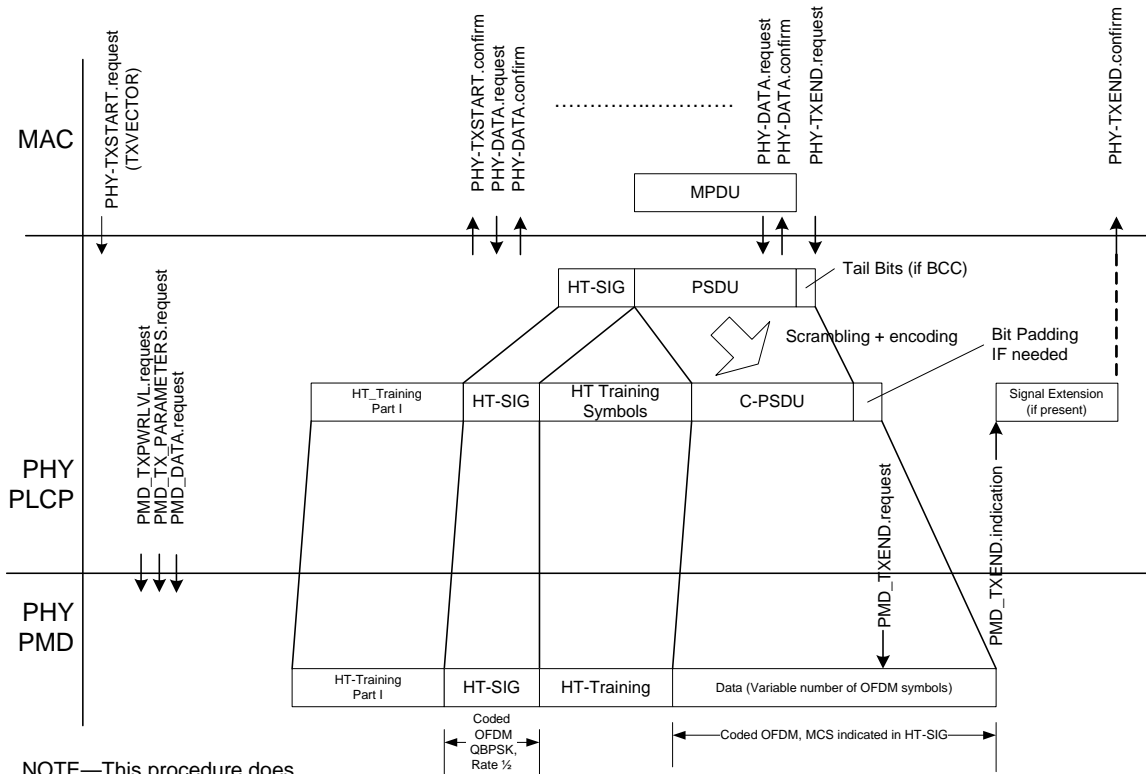 PHY-TXSTART.request
(TXVECTOR)
PHY-TXSTART.confirm
PHY-DATA.request
PHY-DATA.confirm
............................
PHY-DATA.request
PHY-DATA.confirm
PHY-TXEND.request
PHY-TXEND.confirm
MAC
MPDU
HT-SIG
PSDU
Tail Bits (if BCC)
Scrambling + encoding
Bit Padding
IF needed
HT_Training
Part I
HT-SIG
HT Training
Symbols
C-PSDU
Signal Extension
(if present)
PHY
PLCP
PMD_TXPWRLVL.request
PMD_TX_PARAMETERS.request
PMD_DATA.request
PMD_TXEND.request
PMD_TXEND.indication
PHY
PMD
HT-Training
Part I
HT-SIG
HT-Training
Data (Variable number of OFDM symbols)
Coded
OFDM
QBPSK,
Rate ½
Coded OFDM, MCS indicated in HT-SIG
NOTE—This procedure does